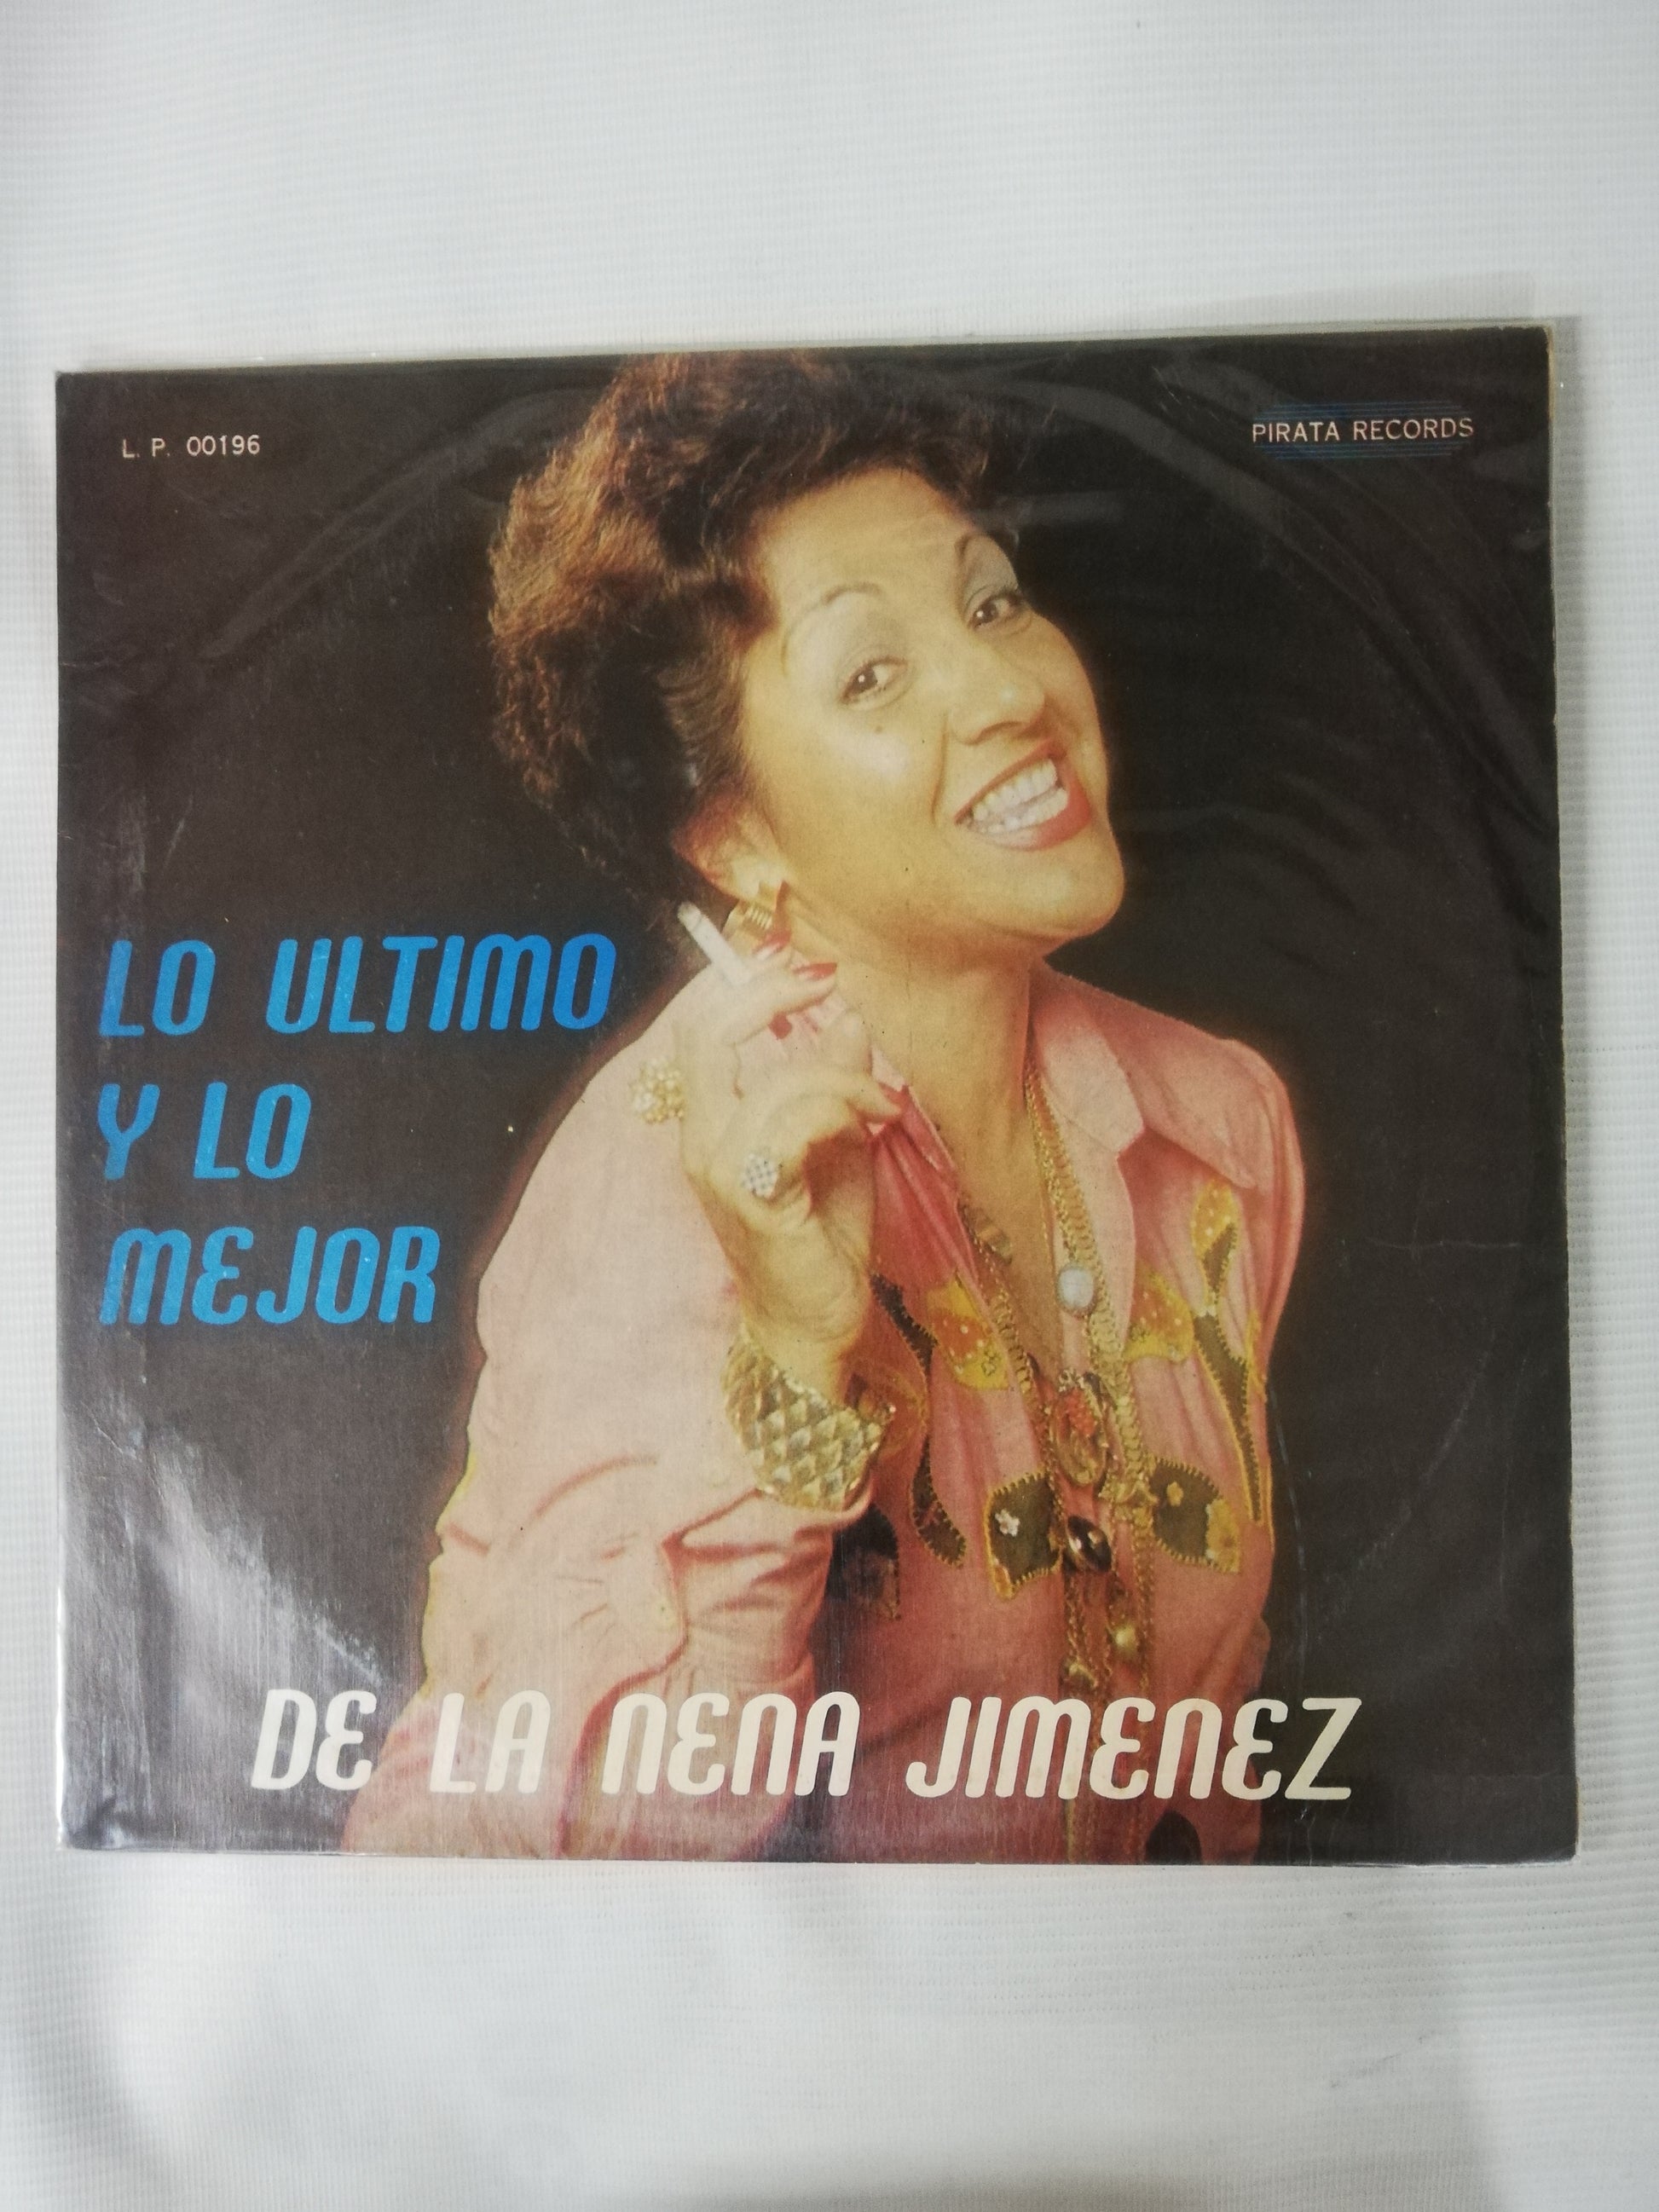 L. P. 00196
PIRATA RECORDS
LO ULTIMO
Y LO
MEJOR
DE LA NENA JIMENEZ